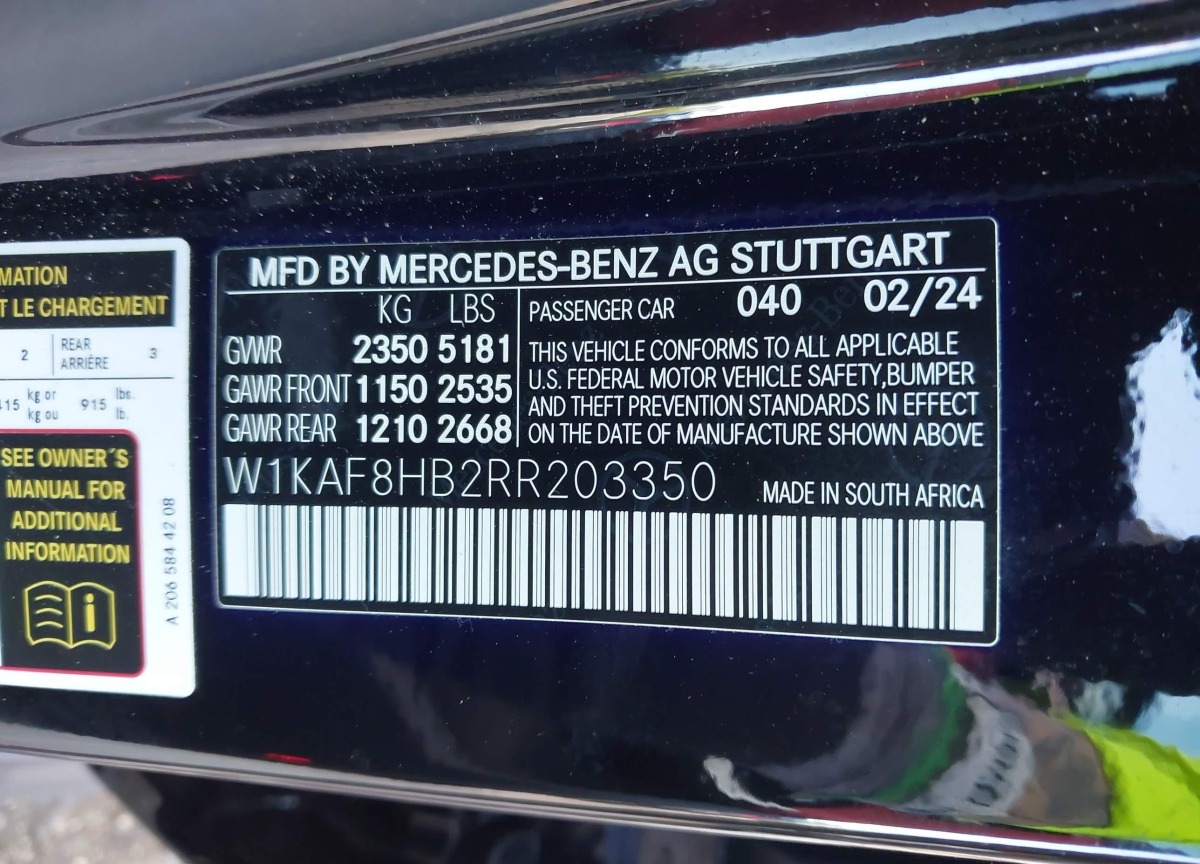 MATION
T LE CHARGEMENT
2 REAR ARRIÈRE 3
415 kg or kg ou 915 lbs. lb.
SEE OWNER´S
MANUAL FOR
ADDITIONAL
INFORMATION
i
A 206 584 42 08
MFD BY MERCEDES-BENZ AG STUTTGART
KG LBS
GVWR 2350 5181
GAWR FRONT 1150 2535
GAWR REAR 1210 2668
PASSENGER CAR 040 02/24
THIS VEHICLE CONFORMS TO ALL APPLICABLE
U.S. FEDERAL MOTOR VEHICLE SAFETY,BUMPER
AND THEFT PREVENTION STANDARDS IN EFFECT
ON THE DATE OF MANUFACTURE SHOWN ABOVE
W1KAF8HB2RR203350
MADE IN SOUTH AFRICA